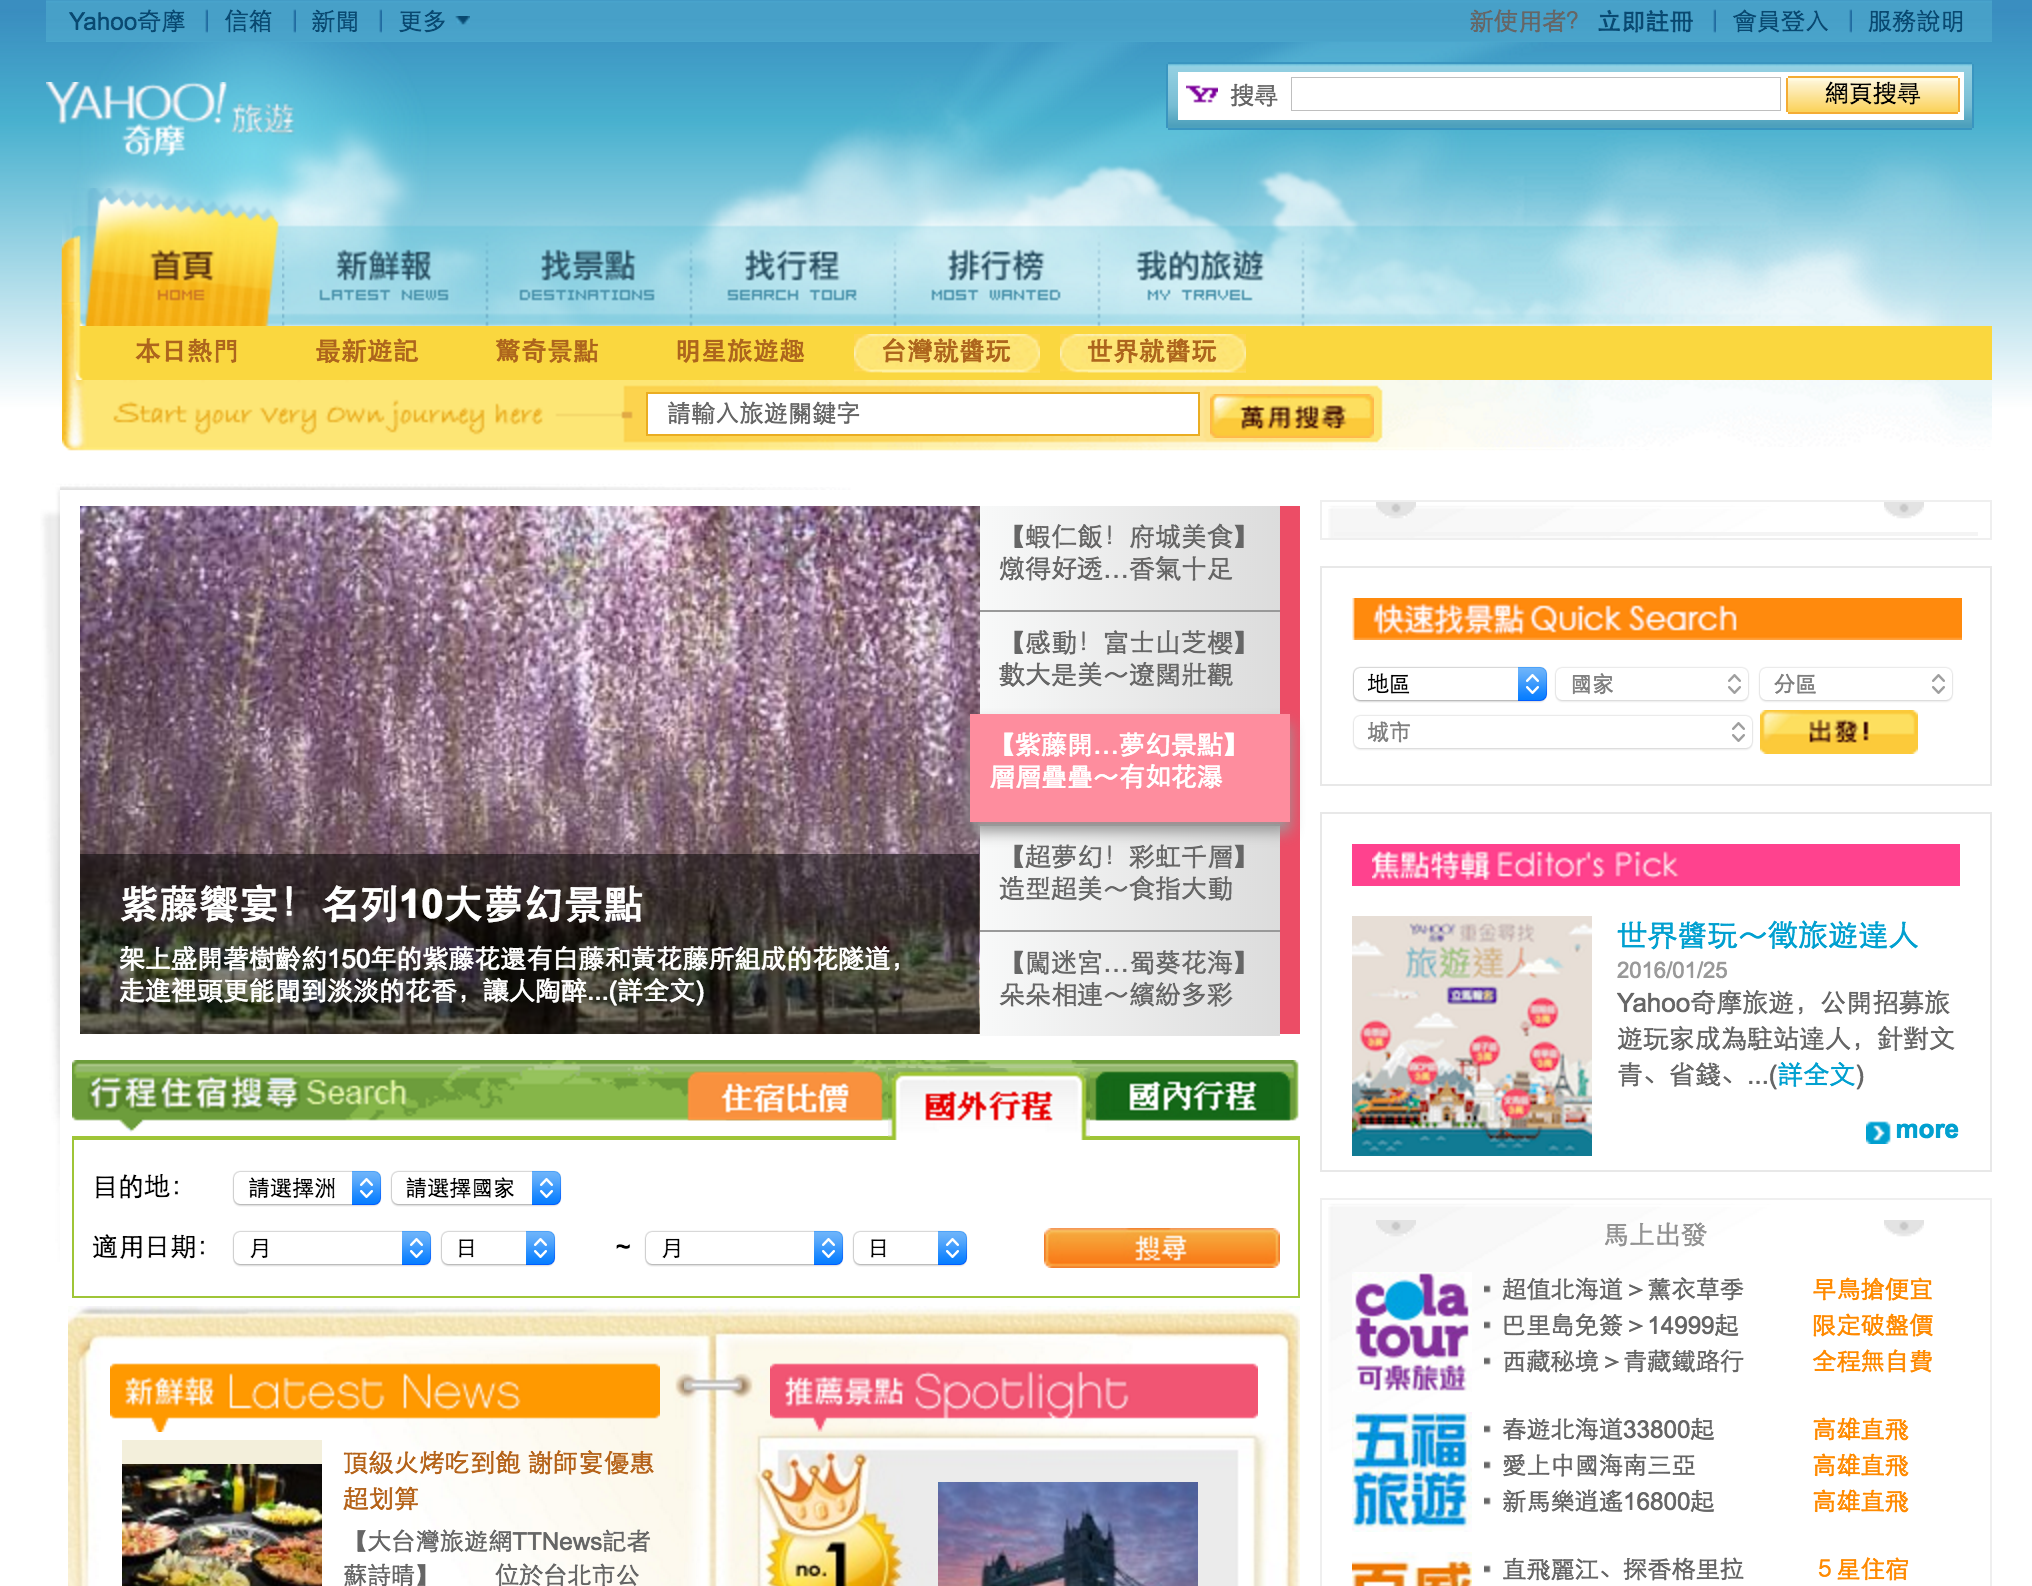 Yahoo奇摩
信箱
新聞
更多
新使用者? 立即註冊
會員登入
服務說明
YAHOO! 旅遊
奇摩
Y! 搜尋
網頁搜尋
首頁
HOME
新鮮報
LATEST NEWS
找景點
DESTINATIONS
找行程
SEARCH TOUR
排行榜
MOST WANTED
我的旅遊
MY TRAVEL
本日熱門
最新遊記
驚奇景點
明星旅遊趣
台灣就醬玩
世界就醬玩
Start your Very Own journey here
請輸入旅遊關鍵字
萬用搜尋
【蝦仁飯！府城美食】
燉得好透…香氣十足
【感動！富士山芝櫻】
數大是美～遼闊壯觀
【紫藤開…夢幻景點】
層層疊疊～有如花瀑
【超夢幻！彩虹千層】
造型超美～食指大動
【闖迷宮…蜀葵花海】
朵朵相連～繽紛多彩
紫藤饗宴！名列10大夢幻景點
架上盛開著樹齡約150年的紫藤花還有白藤和黃花藤所組成的花隧道，
走進裡頭更能聞到淡淡的花香，讓人陶醉...(詳全文)
快速找景點 Quick Search
地區
國家
分區
城市
出發!
焦點特輯 Editor's Pick
YAHOO! 重金尋找
旅遊達人
世界醬玩～徵旅遊達人
2016/01/25
Yahoo奇摩旅遊，公開招募旅
遊玩家成為駐站達人，針對文
青、省錢、...(詳全文)
more
行程住宿搜尋 Search
住宿比價
國外行程
國內行程
目的地：
請選擇洲
請選擇國家
適用日期：
月
日
~
月
日
搜尋
馬上出發
cola
tour
可樂旅遊
超值北海道＞薰衣草季 早鳥搶便宜
巴里島免簽＞14999起 限定破盤價
西藏秘境＞青藏鐵路行 全程無自費
五福
旅遊
春遊北海道33800起 高雄直飛
愛上中國海南三亞 高雄直飛
新馬樂逍遙16800起 高雄直飛
百威
直飛麗江、探香格里拉 5星住宿
新鮮報 Latest News
頂級火烤吃到飽 謝師宴優惠
超划算
【大台灣旅遊網TTNews記者
蘇詩晴】 位於台北市公
推薦景點 Spotlight
no.1